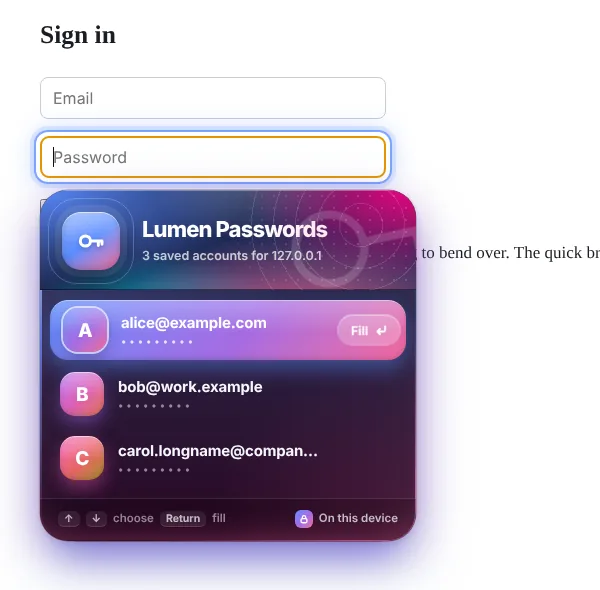 Sign in
Email
Password
Lumen Passwords
3 saved accounts for 127.0.0.1
to bend over. The quick br
A
alice@example.com
•••••••••
Fill ↵
B
bob@work.example
•••••••••
C
carol.longname@compan…
•••••••••
↑ ↓ choose Return fill
On this device